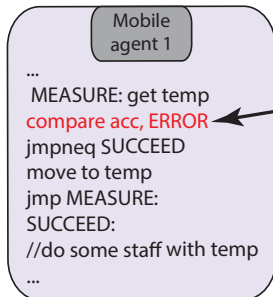 Mobile
agent 1
...
MEASURE: get temp
compare acc, ERROR
jmpneq SUCCEED
move to temp
jmp MEASURE:
SUCCEED:
//do some staff with temp
...